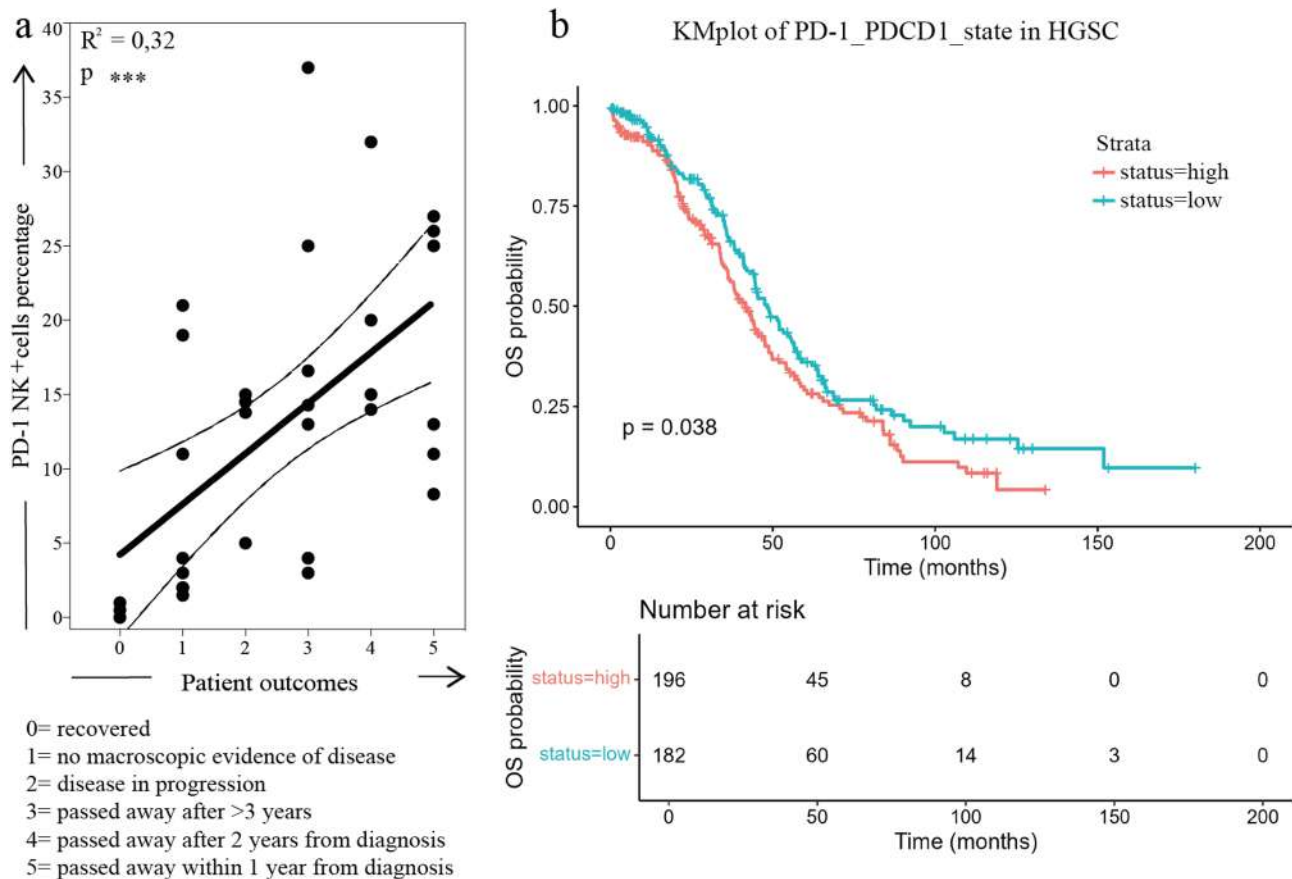 a
R² = 0,32
p ***
PD-1 NK⁺cells percentage
40
35
30
25
20
15
10
5
0
0 1 2 3 4 5
Patient outcomes
0= recovered
1= no macroscopic evidence of disease
2= disease in progression
3= passed away after >3 years
4= passed away after 2 years from diagnosis
5= passed away within 1 year from diagnosis
b
KMplot of PD-1_PDCD1_state in HGSC
OS probability
1.00
0.75
0.50
0.25
0.00
Strata
status=high
status=low
p = 0.038
0 50 100 150 200
Time (months)
Number at risk
OS probability
status=high 196 45 8 0 0
status=low 182 60 14 3 0
0 50 100 150 200
Time (months)